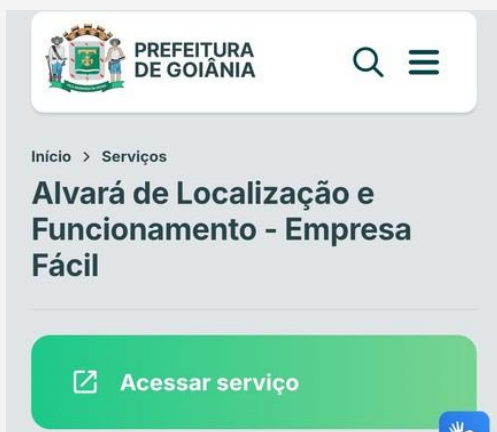 PREFEITURA
DE GOIÂNIA
Início > Serviços
Alvará de Localização e
Funcionamento - Empresa
Fácil
Acessar serviço